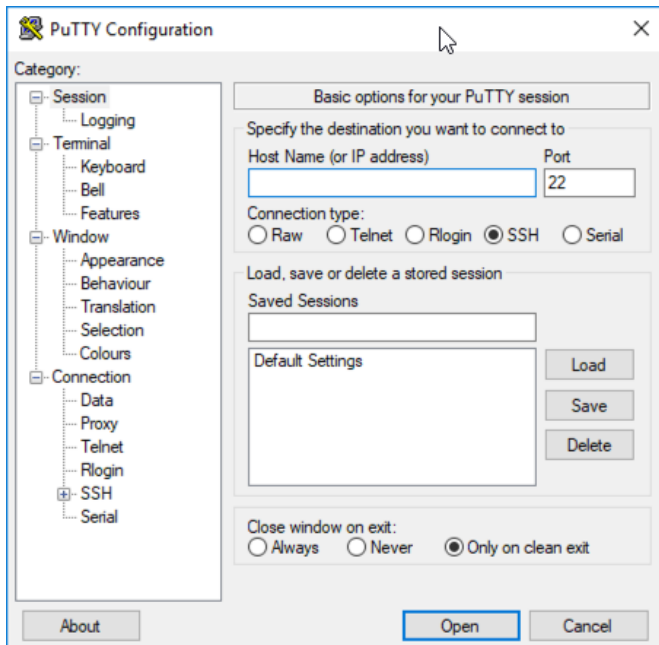 PuTTY Configuration
Category:
Session
Logging
Terminal
Keyboard
Bell
Features
Window
Appearance
Behaviour
Translation
Selection
Colours
Connection
Data
Proxy
Telnet
Rlogin
SSH
Serial
Basic options for your PuTTY session
Specify the destination you want to connect to
Host Name (or IP address) Port
22
Connection type:
Raw Telnet Rlogin SSH Serial
Load, save or delete a stored session
Saved Sessions
Default Settings
Load
Save
Delete
Close window on exit:
Always Never Only on clean exit
About Open Cancel